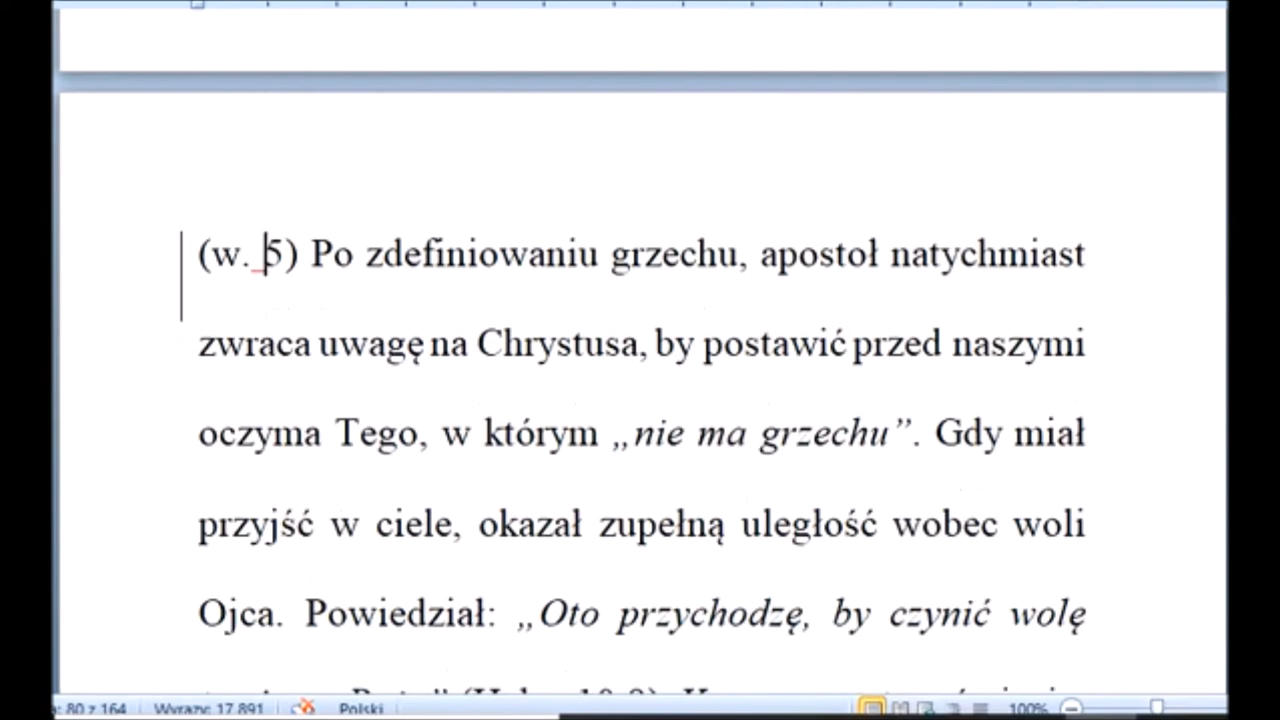 (w. 5) Po zdefiniowaniu grzechu, apostoł natychmiast
zwraca uwagę na Chrystusa, by postawić przed naszymi
oczyma Tego, w którym „nie ma grzechu”. Gdy miał
przyjść w ciele, okazał zupełną uległość wobec woli
Ojca. Powiedział: „Oto przychodzę, by czynić wolę
: 80 z 164 Wyrazy: 17 891 Polski 100%